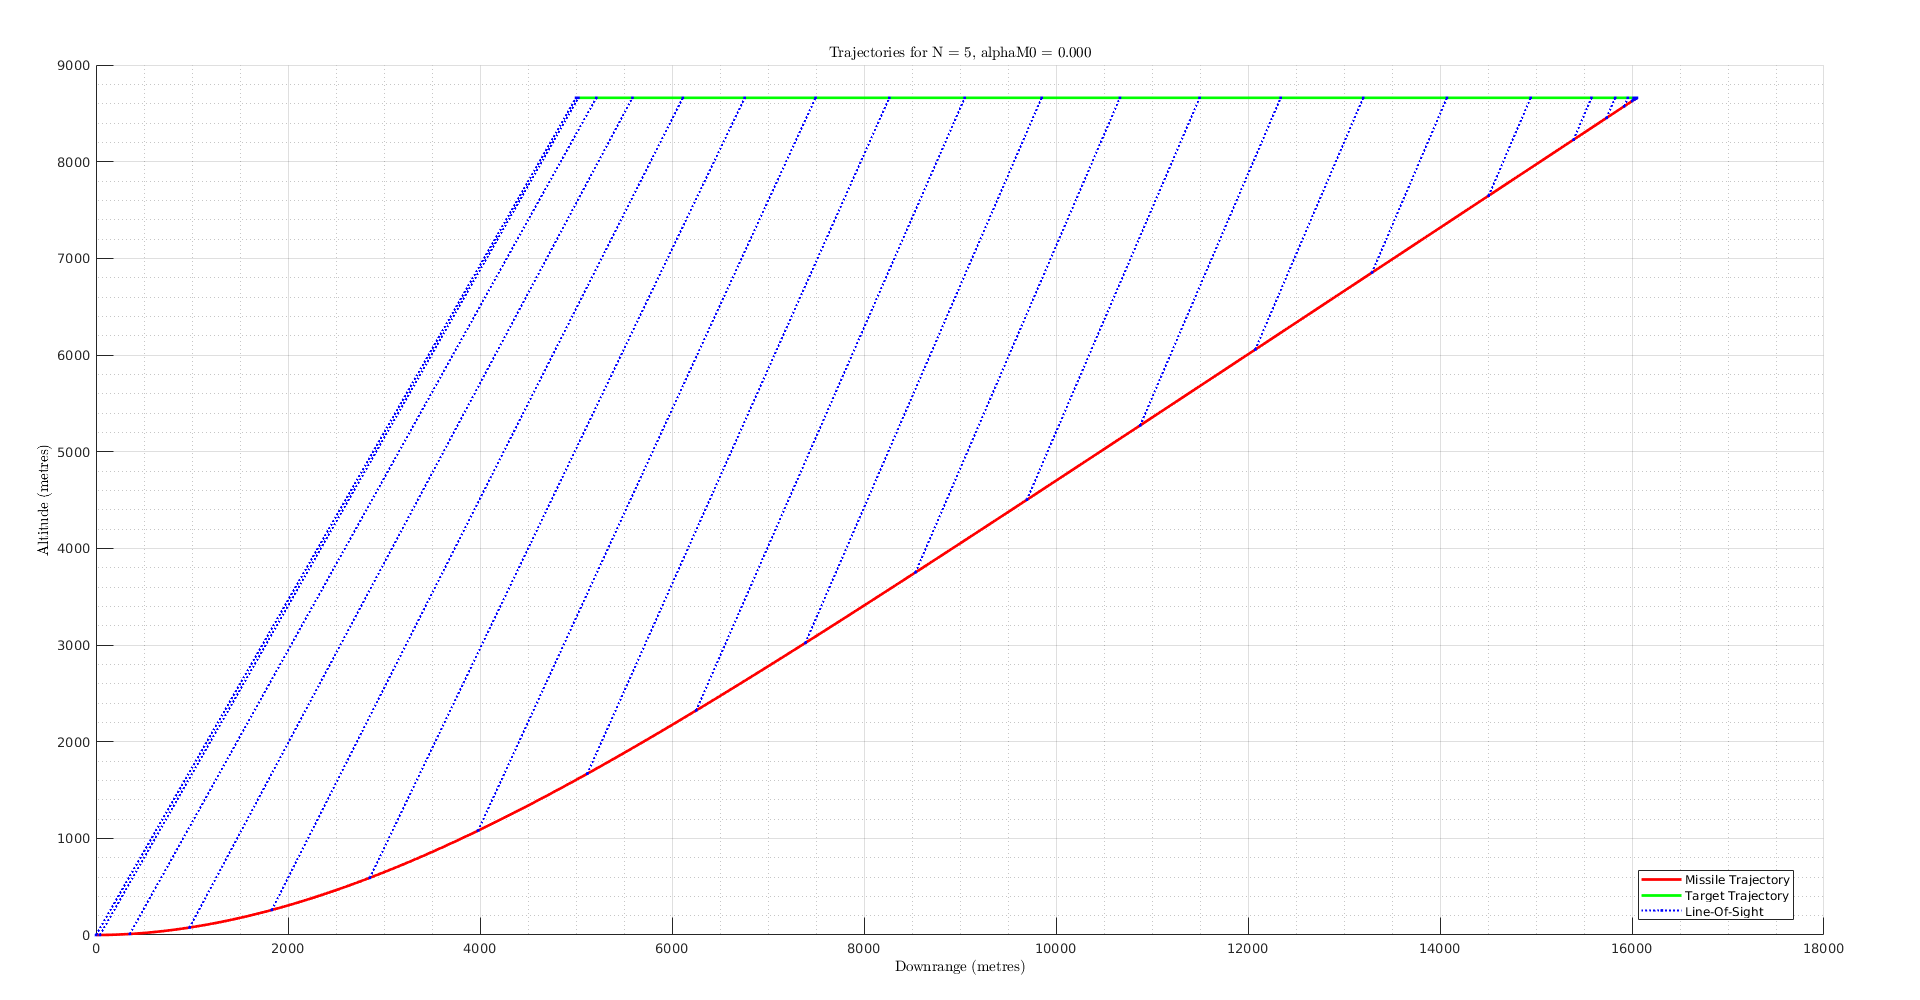 Trajectories for N = 5, alphaM0 = 0.000
9000
8000
7000
6000
5000
4000
3000
2000
1000
0
Altitude (metres)
0 2000 4000 6000 8000 10000 12000 14000 16000 18000
Downrange (metres)
Missile Trajectory
Target Trajectory
Line-Of-Sight